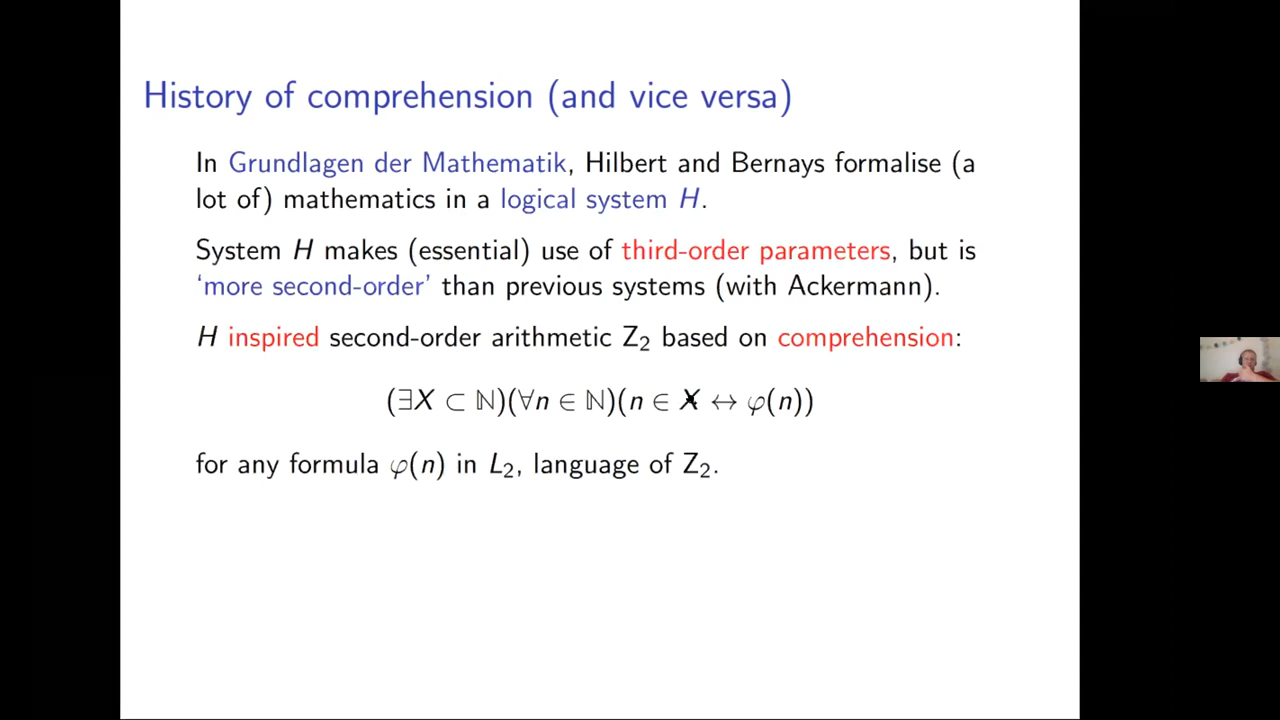 History of comprehension (and vice versa)
In Grundlagen der Mathematik, Hilbert and Bernays formalise (a
lot of) mathematics in a logical system H.
System H makes (essential) use of third-order parameters, but is
‘more second-order’ than previous systems (with Ackermann).
H inspired second-order arithmetic Z₂ based on comprehension:
(∃X ⊂ ℕ)(∀n ∈ ℕ)(n ∈ X ↔ φ(n))
for any formula φ(n) in L₂, language of Z₂.